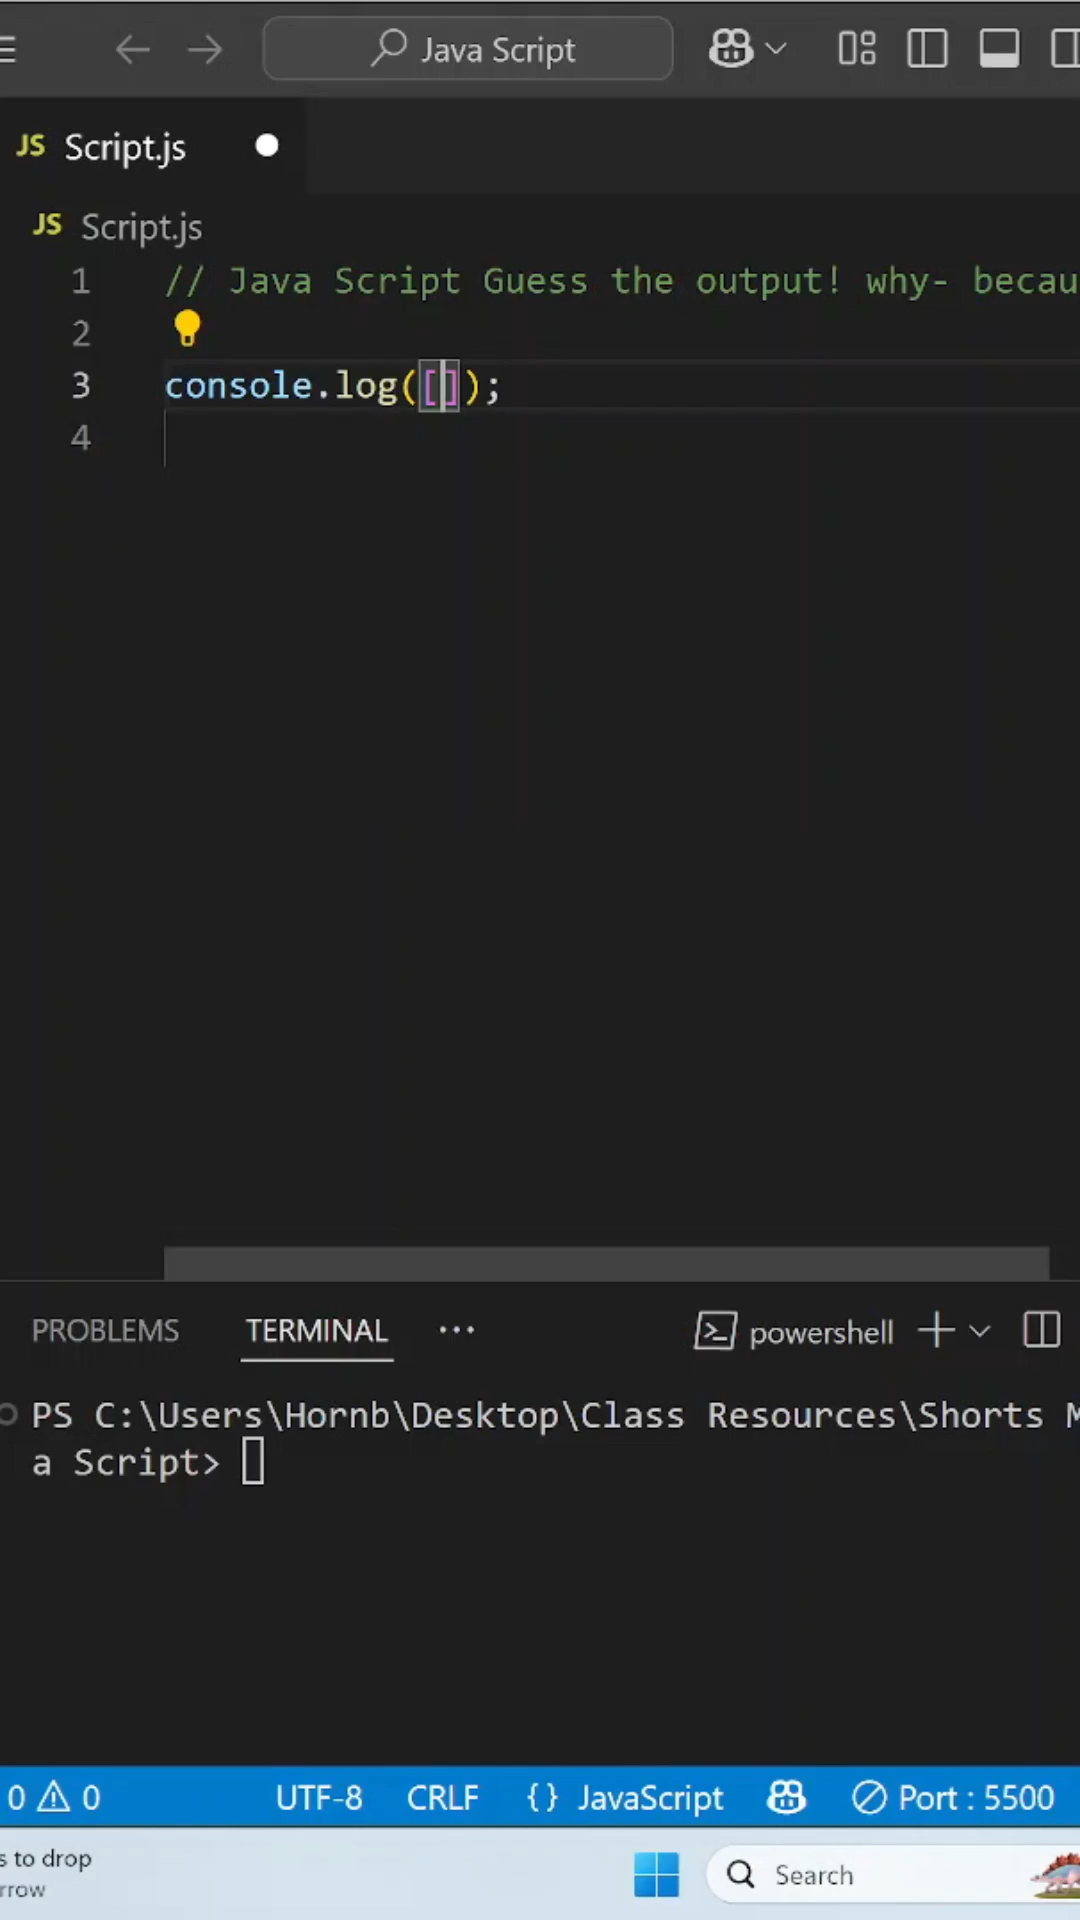 Java Script
JS Script.js
JS Script.js
1 // Java Script Guess the output! why- becau
2
3 console.log([]);
4
PROBLEMS TERMINAL ··· powershell
PS C:\Users\Hornb\Desktop\Class Resources\Shorts M
a Script>
0 0 UTF-8 CRLF {} JavaScript Port : 5500
s to drop
rrow
Search